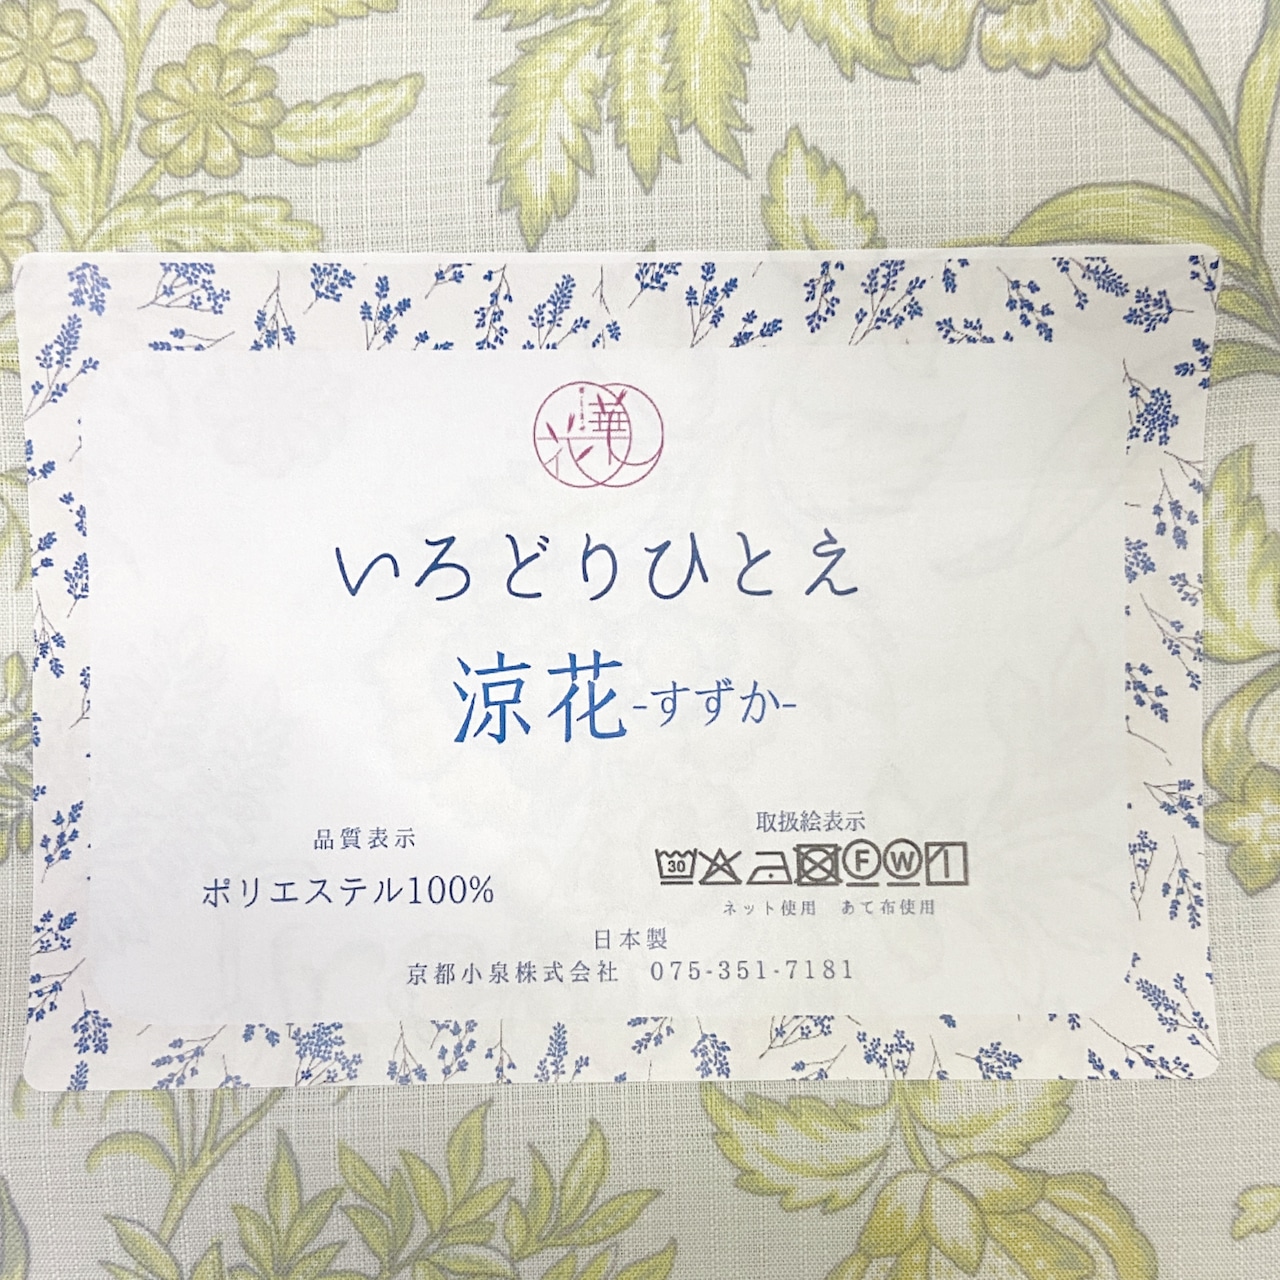 華
いろどりひとえ
涼花-すずか-
品質表示
ポリエステル100%
取扱絵表示
30 F W
ネット使用 あて布使用
日本製
京都小泉株式会社 075-351-7181